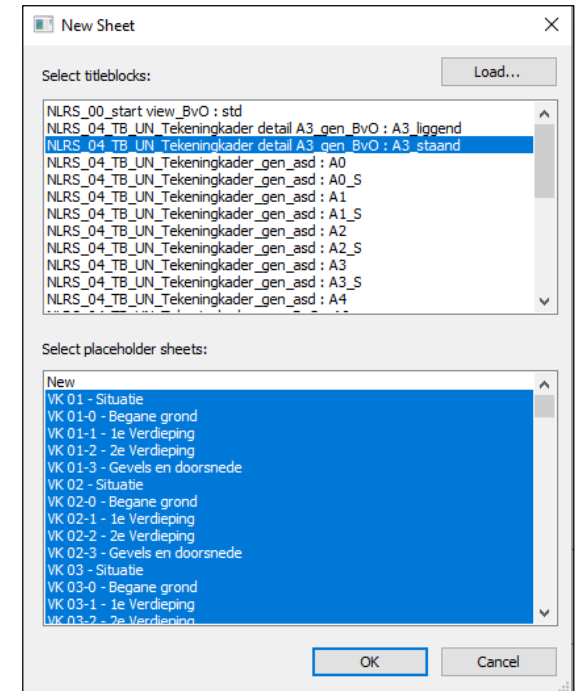 New Sheet
Select titleblocks:
Load...
NLRS_00_start view_BvO : std
NLRS_04_TB_UN_Tekeningkader detail A3_gen_BvO : A3_liggend
NLRS_04_TB_UN_Tekeningkader detail A3_gen_BvO : A3_staand
NLRS_04_TB_UN_Tekeningkader_gen_asd : A0
NLRS_04_TB_UN_Tekeningkader_gen_asd : A0_S
NLRS_04_TB_UN_Tekeningkader_gen_asd : A1
NLRS_04_TB_UN_Tekeningkader_gen_asd : A1_S
NLRS_04_TB_UN_Tekeningkader_gen_asd : A2
NLRS_04_TB_UN_Tekeningkader_gen_asd : A2_S
NLRS_04_TB_UN_Tekeningkader_gen_asd : A3
NLRS_04_TB_UN_Tekeningkader_gen_asd : A3_S
NLRS_04_TB_UN_Tekeningkader_gen_asd : A4
Select placeholder sheets:
New
VK 01 - Situatie
VK 01-0 - Begane grond
VK 01-1 - 1e Verdieping
VK 01-2 - 2e Verdieping
VK 01-3 - Gevels en doorsnede
VK 02 - Situatie
VK 02-0 - Begane grond
VK 02-1 - 1e Verdieping
VK 02-2 - 2e Verdieping
VK 02-3 - Gevels en doorsnede
VK 03 - Situatie
VK 03-0 - Begane grond
VK 03-1 - 1e Verdieping
VK 03-2 - 2e Verdieping
OK
Cancel